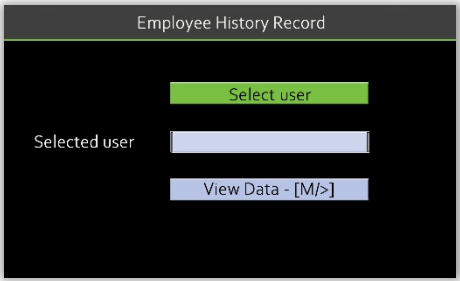 Employee History Record
Select user
Selected user
View Data - [M/>]